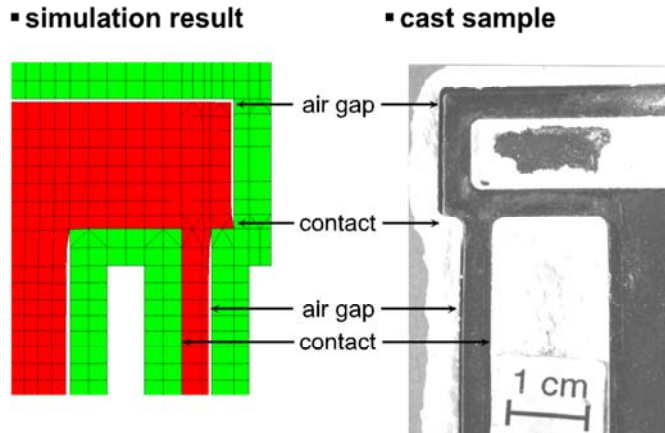 ▪ simulation result
▪ cast sample
air gap
contact
air gap
contact
1 cm